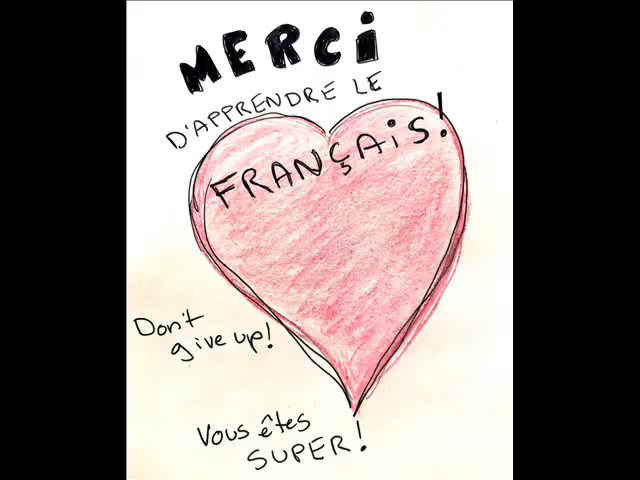 MERCi
D'APPRENDRE LE
FRANÇAiS!
Don't
give up!
Vous êtes
SUPER!